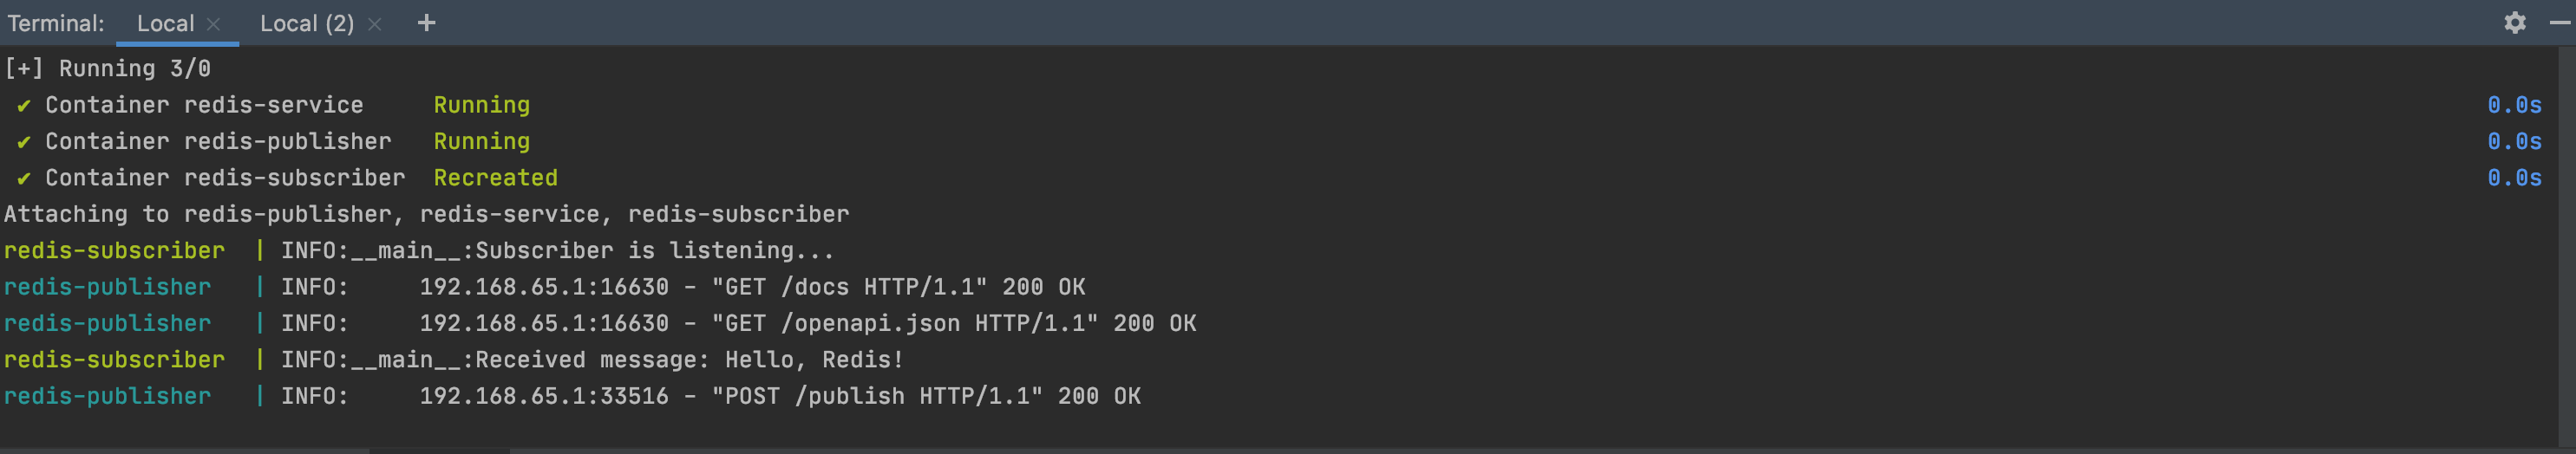 Terminal: Local × Local (2) × +
[+] Running 3/0
✔ Container redis-service Running 0.0s
✔ Container redis-publisher Running 0.0s
✔ Container redis-subscriber Recreated 0.0s
Attaching to redis-publisher, redis-service, redis-subscriber
redis-subscriber | INFO:__main__:Subscriber is listening...
redis-publisher | INFO: 192.168.65.1:16630 - "GET /docs HTTP/1.1" 200 OK
redis-publisher | INFO: 192.168.65.1:16630 - "GET /openapi.json HTTP/1.1" 200 OK
redis-subscriber | INFO:__main__:Received message: Hello, Redis!
redis-publisher | INFO: 192.168.65.1:33516 - "POST /publish HTTP/1.1" 200 OK